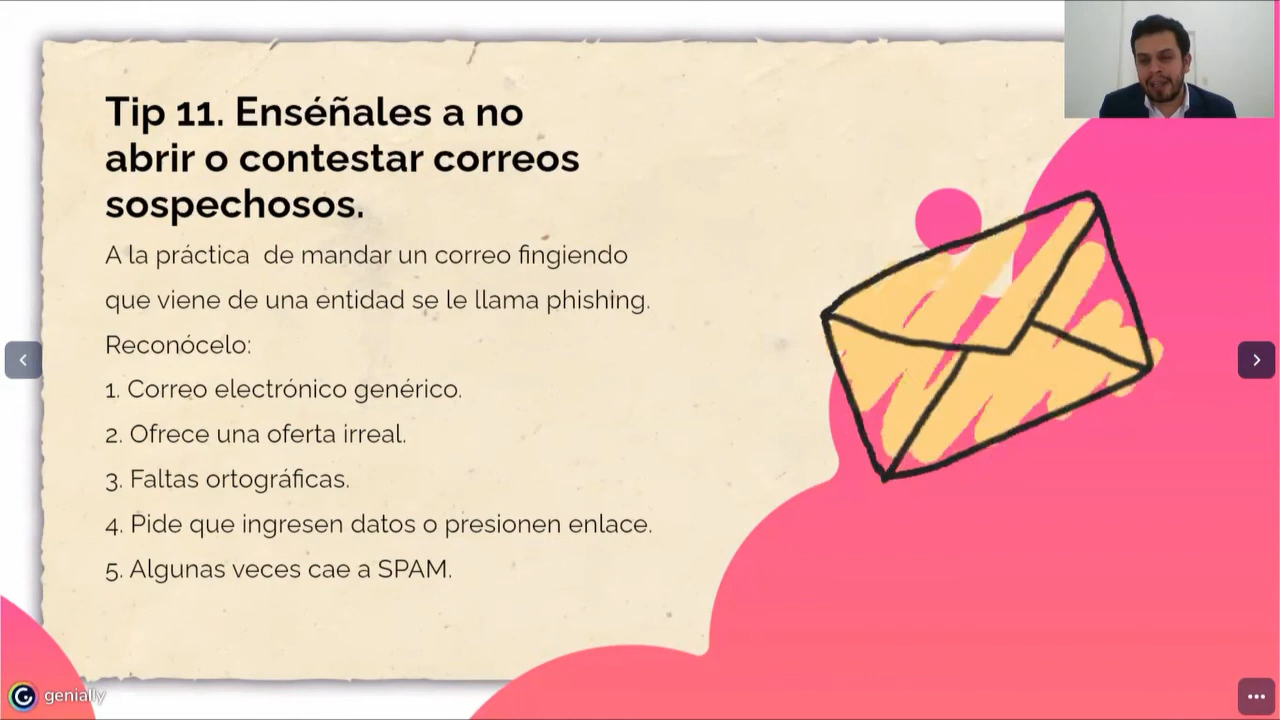 Tip 11. Enséñales a no
abrir o contestar correos
sospechosos.
A la práctica de mandar un correo fingiendo
que viene de una entidad se le llama phishing.
Reconócelo:
1. Correo electrónico genérico.
2. Ofrece una oferta irreal.
3. Faltas ortográficas.
4. Pide que ingresen datos o presionen enlace.
5. Algunas veces cae a SPAM.
genially